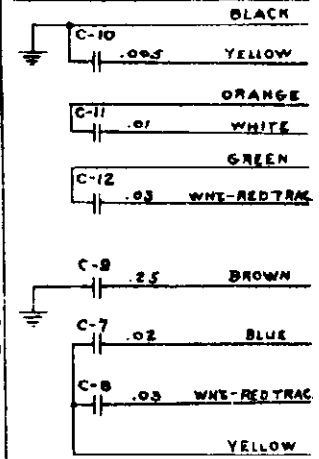 BLACK
C-10
.005 YELLOW
ORANGE
C-11
.01 WHITE
GREEN
C-12
.03 WHT-RED TRAC
C-9
.25 BROWN
C-7
.02 BLUE
C-8
.03 WHT-RED TRAC
YELLOW